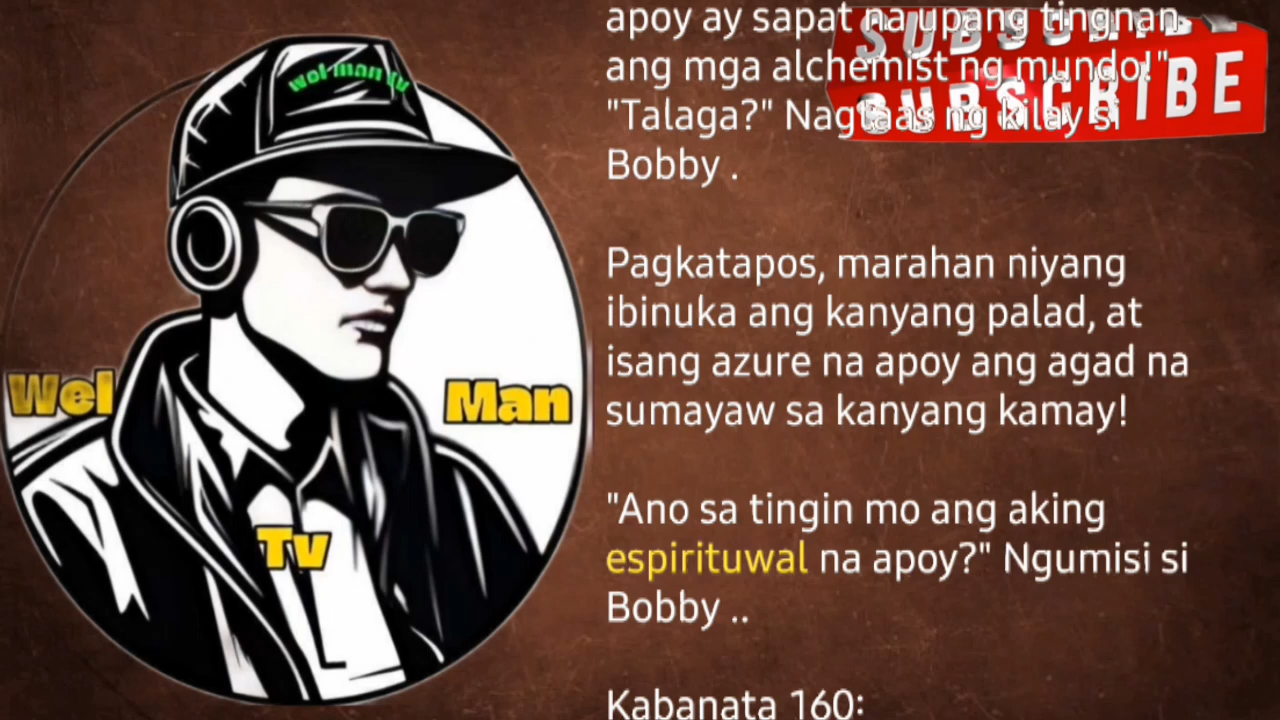 wel man tv
Wel
Man
Tv
SUBSCRIBE
SUBSCRIBE
apoy ay sapat na upang tingnan
ang mga alchemist ng mundo!"
"Talaga?" Nagtaas ng kilay si
Bobby .
Pagkatapos, marahan niyang
ibinuka ang kanyang palad, at
isang azure na apoy ang agad na
sumayaw sa kanyang kamay!
"Ano sa tingin mo ang aking
espirituwal na apoy?" Ngumisi si
Bobby ..
Kabanata 160: